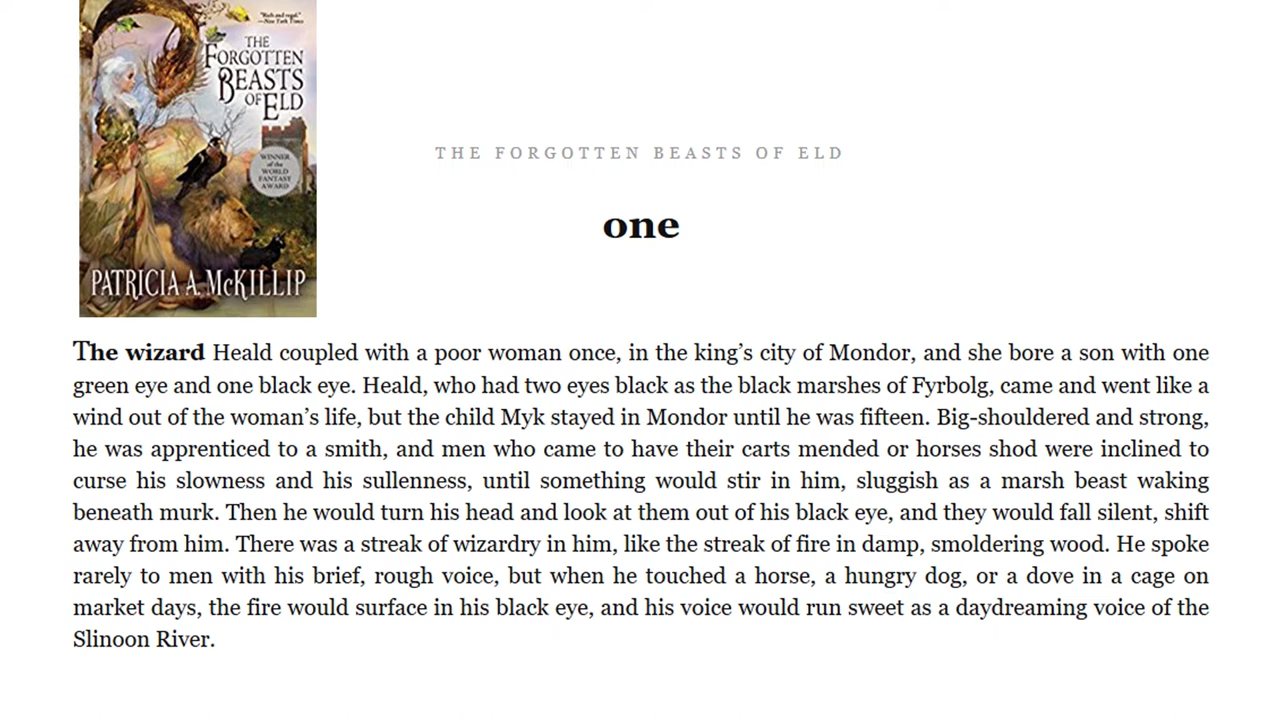 "Rich and regal."
—New York Times
THE
FORGOTTEN
BEASTS
OF ELD
WINNER
of the
WORLD
FANTASY
AWARD
PATRICIA A. McKILLIP
THE FORGOTTEN BEASTS OF ELD
one
The wizard Heald coupled with a poor woman once, in the king’s city of Mondor, and she bore a son with one
green eye and one black eye. Heald, who had two eyes black as the black marshes of Fyrbolg, came and went like a
wind out of the woman’s life, but the child Myk stayed in Mondor until he was fifteen. Big-shouldered and strong,
he was apprenticed to a smith, and men who came to have their carts mended or horses shod were inclined to
curse his slowness and his sullenness, until something would stir in him, sluggish as a marsh beast waking
beneath murk. Then he would turn his head and look at them out of his black eye, and they would fall silent, shift
away from him. There was a streak of wizardry in him, like the streak of fire in damp, smoldering wood. He spoke
rarely to men with his brief, rough voice, but when he touched a horse, a hungry dog, or a dove in a cage on
market days, the fire would surface in his black eye, and his voice would run sweet as a daydreaming voice of the
Slinoon River.